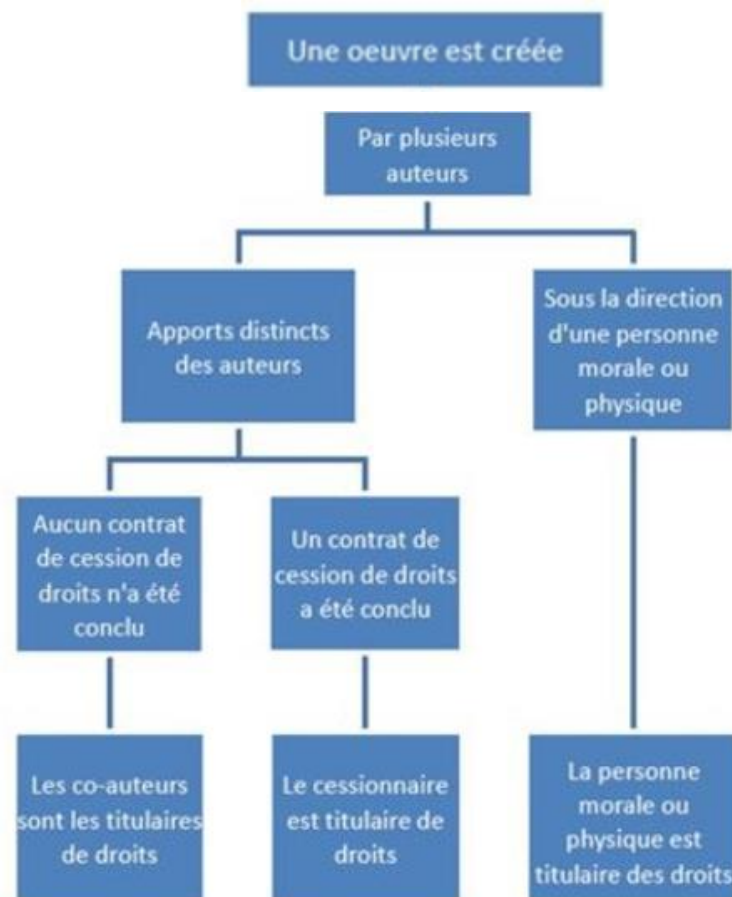 Une oeuvre est créée
Par plusieurs
auteurs
Apports distincts
des auteurs
Sous la direction
d'une personne
morale ou
physique
Aucun contrat
de cession de
droits n'a été
conclu
Un contrat de
cession de droits
a été conclu
Les co-auteurs
sont les titulaires
de droits
Le cessionnaire
est titulaire de
droits
La personne
morale ou
physique est
titulaire des droits